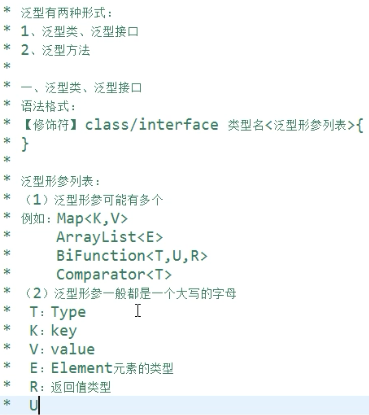 * 泛型有两种形式：
* 1、泛型类、泛型接口
* 2、泛型方法
*
* 一、泛型类、泛型接口
* 语法格式：
* 【修饰符】class/interface 类型名<泛型形参列表>{
* }
*
* 泛型形参列表：
* （1）泛型形参可能有多个
* 例如：Map<K,V>
* ArrayList<E>
* BiFunction<T,U,R>
* Comparator<T>
* （2）泛型形参一般都是一个大写的字母
* T：Type
* K：key
* V：value
* E：Element元素的类型
* R：返回值类型
* U